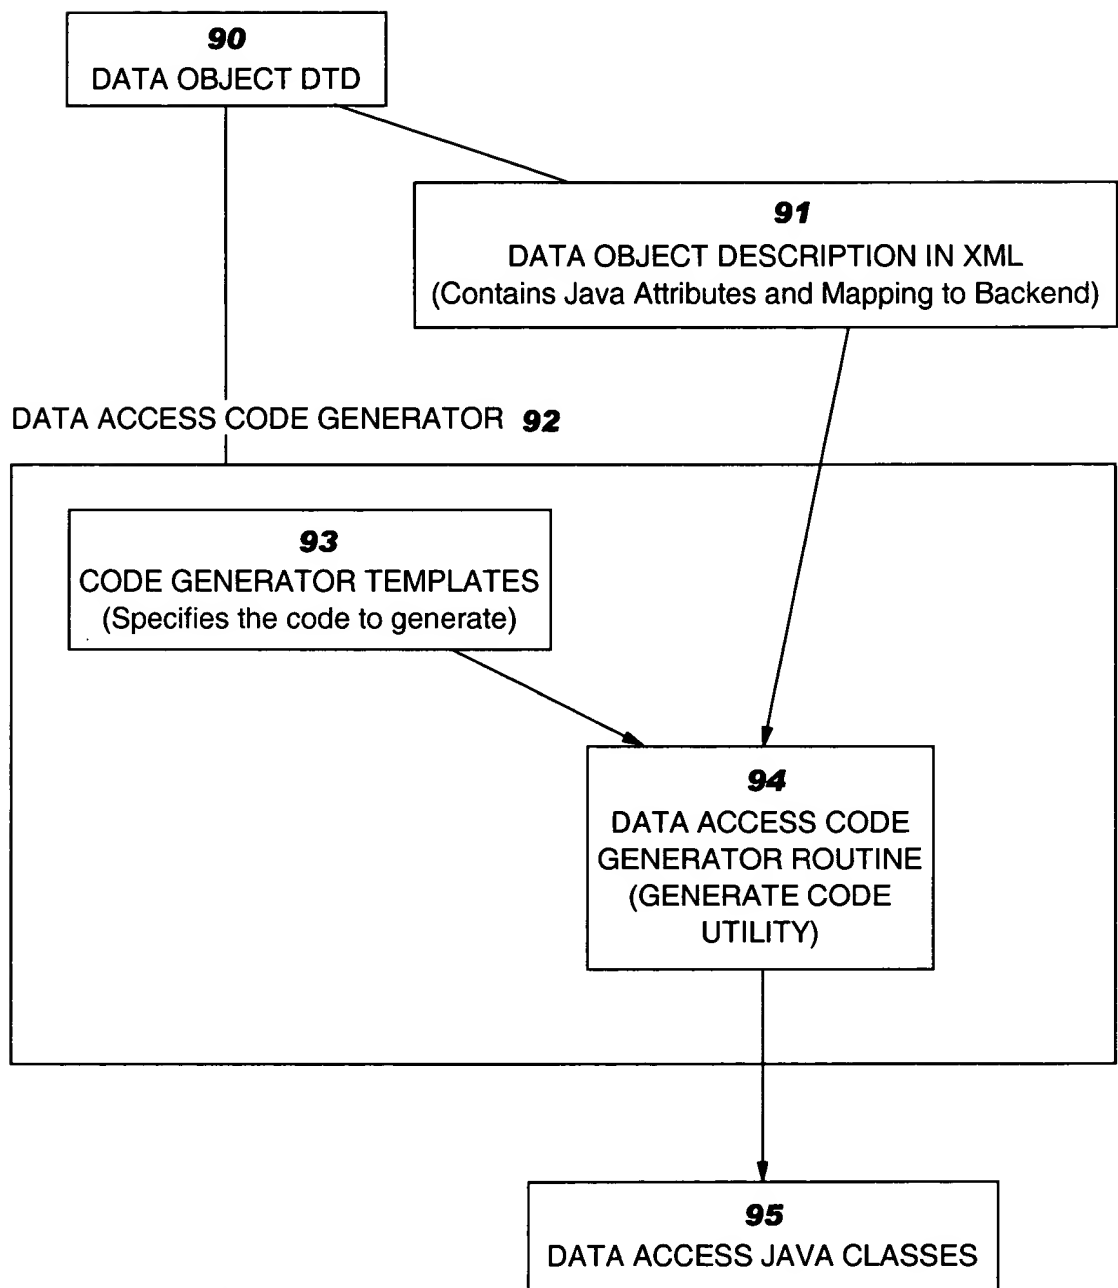 90
DATA OBJECT DTD
91
DATA OBJECT DESCRIPTION IN XML
(Contains Java Attributes and Mapping to Backend)
DATA ACCESS CODE GENERATOR 92
93
CODE GENERATOR TEMPLATES
(Specifies the code to generate)
94
DATA ACCESS CODE
GENERATOR ROUTINE
(GENERATE CODE
UTILITY)
95
DATA ACCESS JAVA CLASSES